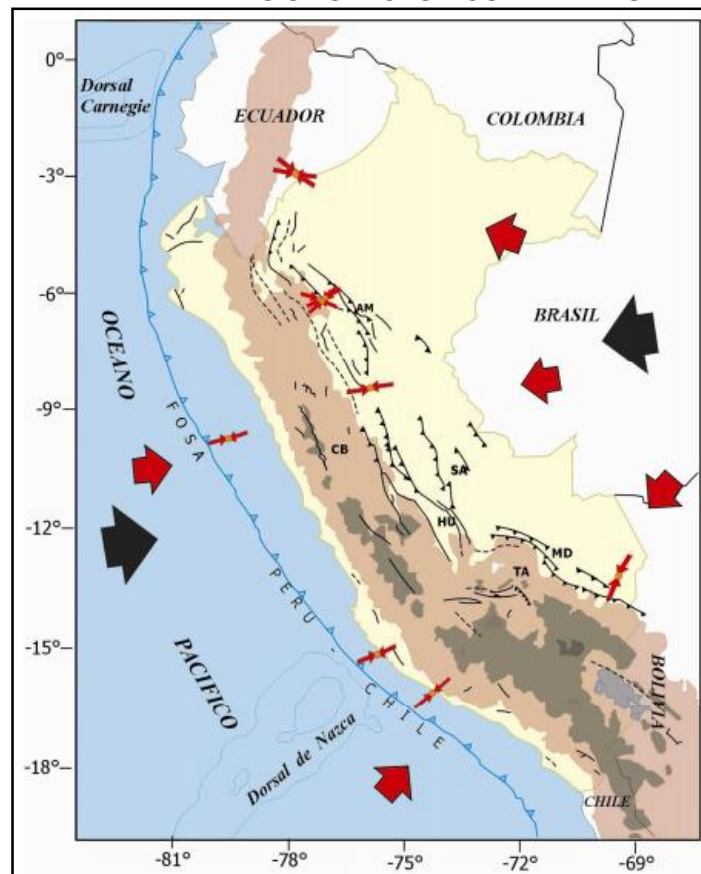 0°
-3°
-6°
-9°
-12°
-15°
-18°
Dorsal
Carnegie
ECUADOR
COLOMBIA
BRASIL
OCEANO
PACIFICO
FOSA
PERU - CHILE
AM
CB
SA
HU
MD
TA
BOLIVIA
Dorsal de Nazca
CHILE
-81°
-78°
-75°
-72°
-69°